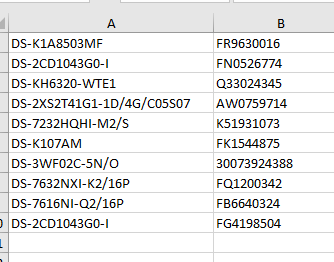 A B
DS-K1A8503MF FR9630016
DS-2CD1043G0-I FN0526774
DS-KH6320-WTE1 Q33024345
DS-2XS2T41G1-1D/4G/C05S07 AW0759714
DS-7232HQHI-M2/S K51931073
DS-K107AM FK1544875
DS-3WF02C-5N/O 30073924388
DS-7632NXI-K2/16P FQ1200342
DS-7616NI-Q2/16P FB6640324
DS-2CD1043G0-I FG4198504